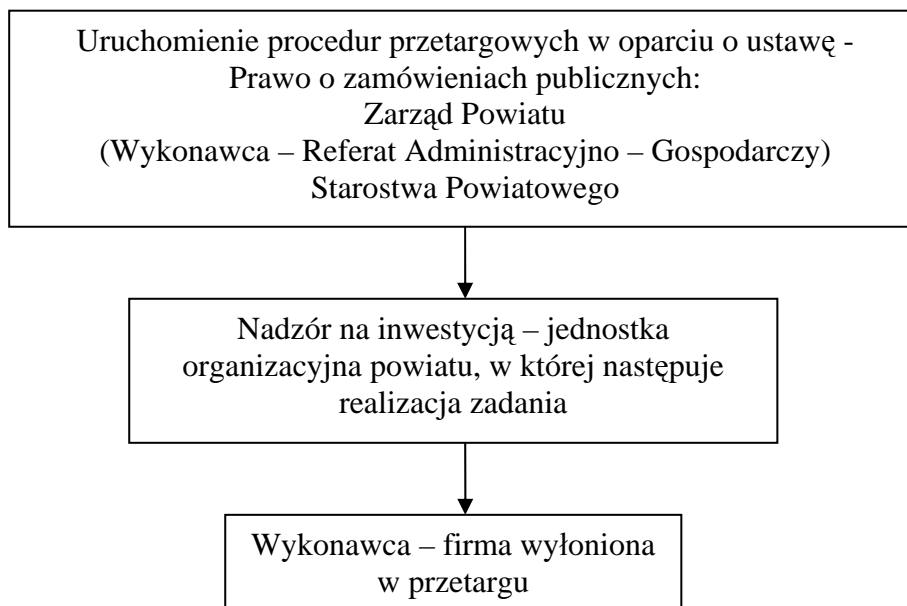 Uruchomienie procedur przetargowych w oparciu o ustawę -
Prawo o zamówieniach publicznych:
Zarząd Powiatu
(Wykonawca – Referat Administracyjno – Gospodarczy)
Starostwa Powiatowego
Nadzór na inwestycją – jednostka
organizacyjna powiatu, w której następuje
realizacja zadania
Wykonawca – firma wyłoniona
w przetargu